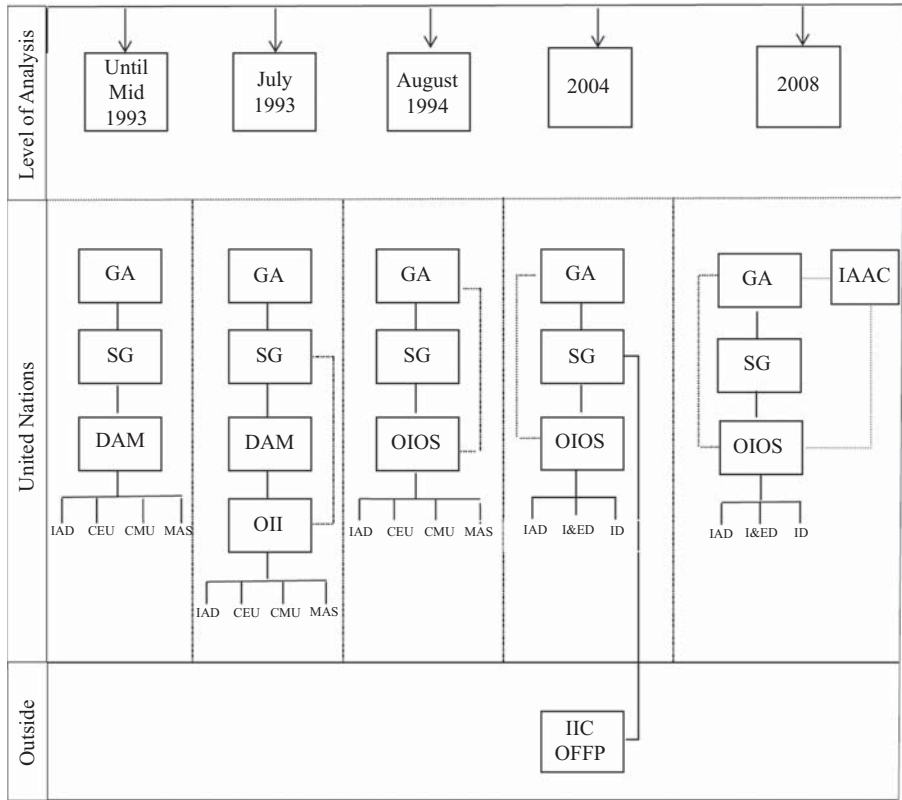 Level of Analysis
Until
Mid
1993
July
1993
August
1994
2004
2008
United Nations
GA
SG
DAM
IAD CEU CMU MAS
GA
SG
DAM
OII
IAD CEU CMU MAS
GA
SG
OIOS
IAD CEU CMU MAS
GA
SG
OIOS
IAD I&ED ID
GA
IAAC
SG
OIOS
IAD I&ED ID
Outside
IIC
OFFP